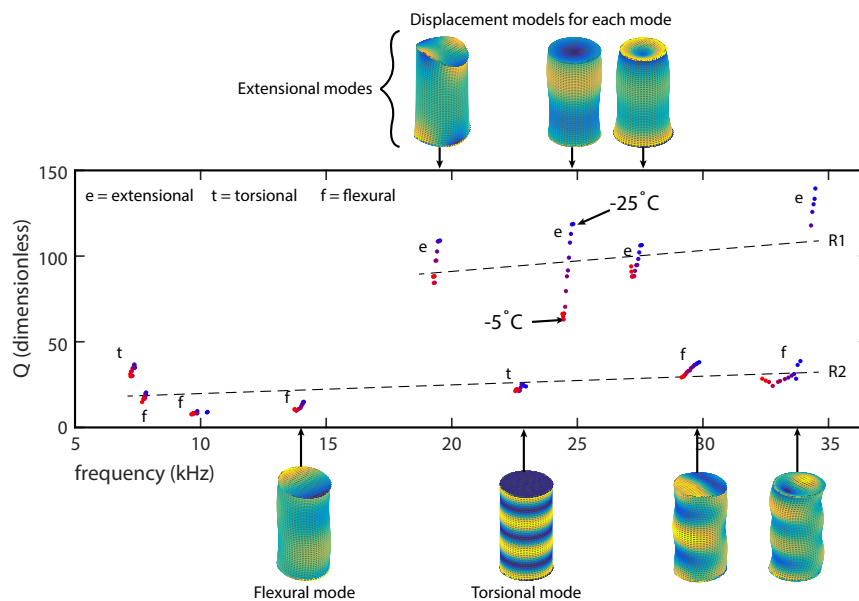 Displacement models for each mode
Extensional modes
150
e = extensional t = torsional f = flexural
-25°C
e
e
e
e
R1
100
Q (dimensionless)
-5°C
50
t
f
f
f
t
f
f
R2
0
5
10
15
20
25
30
35
frequency (kHz)
Flexural mode
Torsional mode